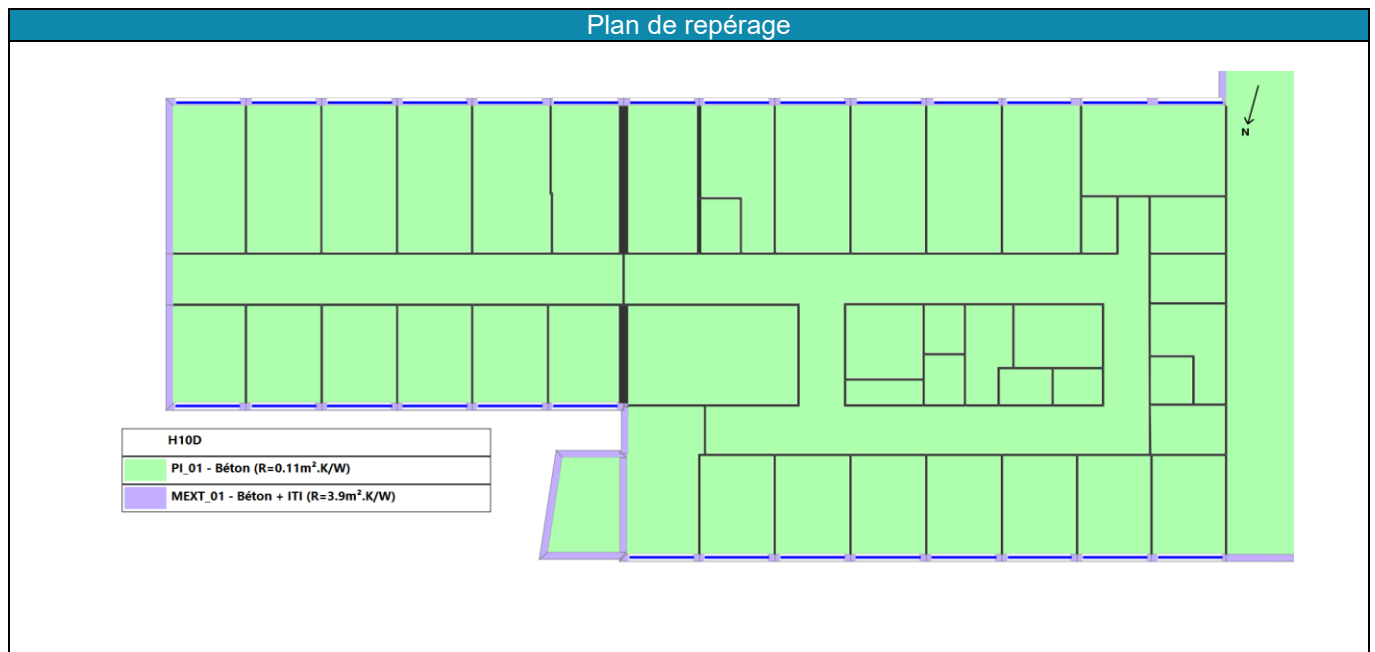 Plan de repérage
N
H10D
PI_01 - Béton (R=0.11m².K/W)
MEXT_01 - Béton + ITI (R=3.9m².K/W)